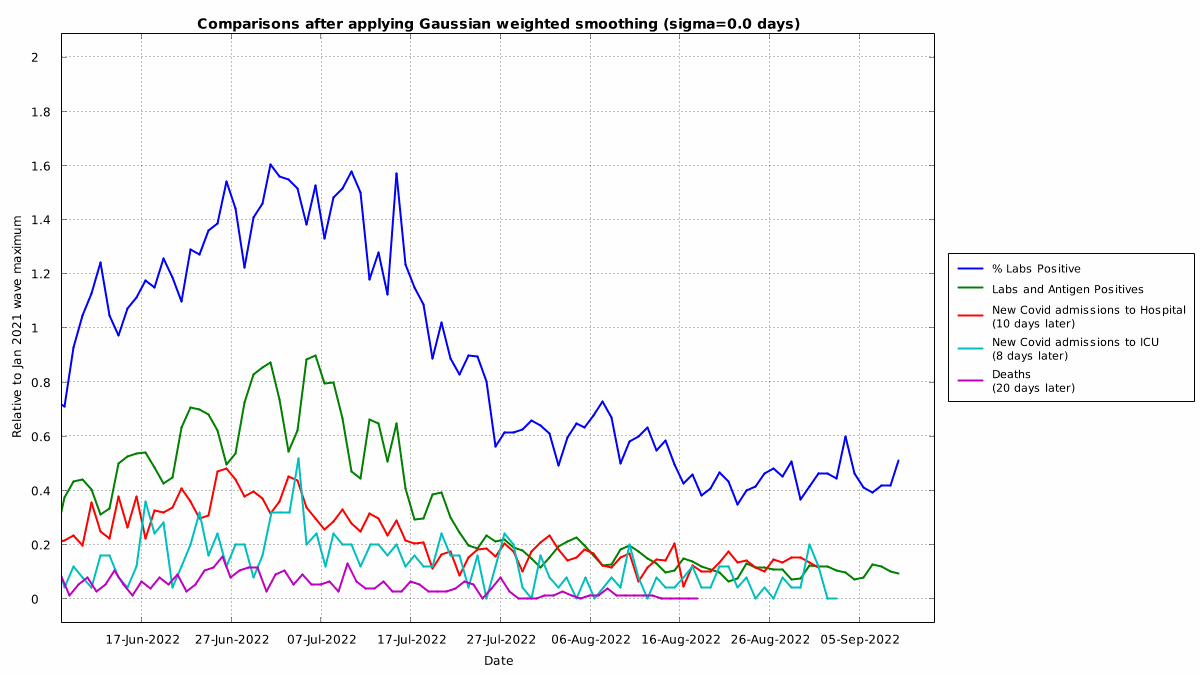 Comparisons after applying Gaussian weighted smoothing (sigma=0.0 days)
Relative to Jan 2021 wave maximum
2
1.8
1.6
1.4
1.2
1
0.8
0.6
0.4
0.2
0
17-Jun-2022 27-Jun-2022 07-Jul-2022 17-Jul-2022 27-Jul-2022 06-Aug-2022 16-Aug-2022 26-Aug-2022 05-Sep-2022
Date
% Labs Positive
Labs and Antigen Positives
New Covid admissions to Hospital
(10 days later)
New Covid admissions to ICU
(8 days later)
Deaths
(20 days later)